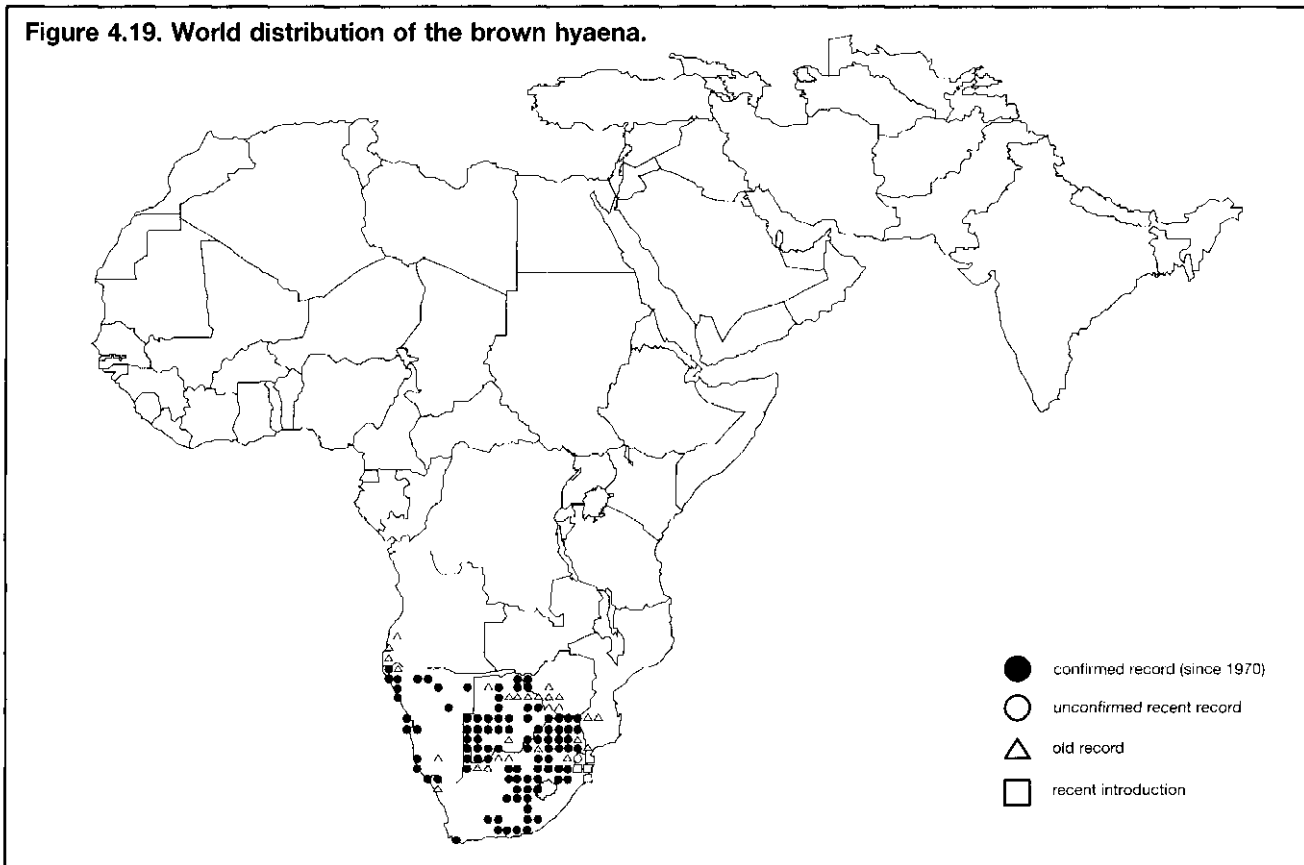 Figure 4.19. World distribution of the brown hyaena.
confirmed record (since 1970)
unconfirmed recent record
old record
recent introduction